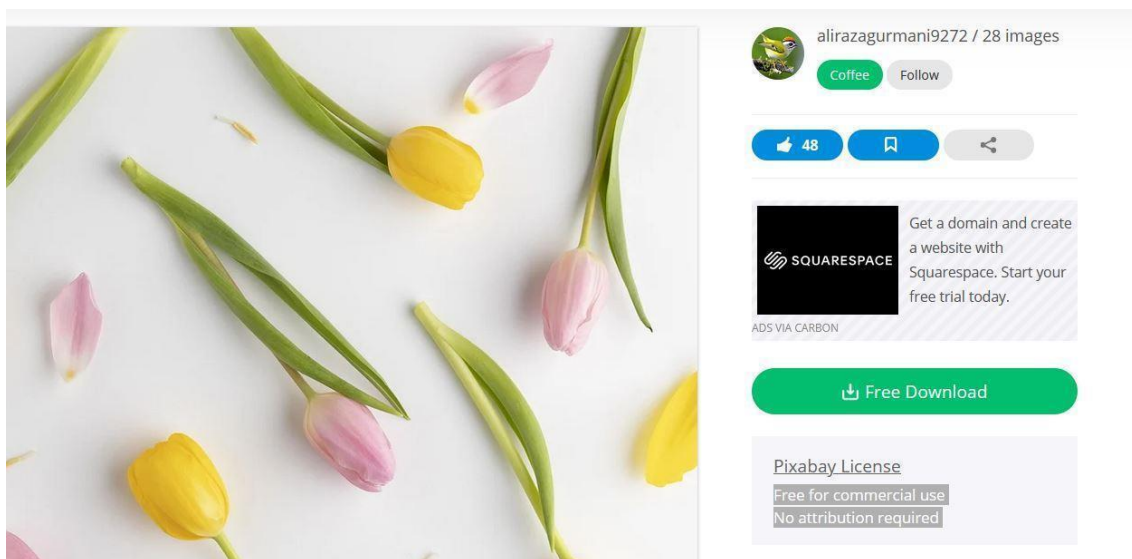 alirazagurmani9272 / 28 images
Coffee Follow
48
SQUARESPACE
Get a domain and create
a website with
Squarespace. Start your
free trial today.
ADS VIA CARBON
Free Download
Pixabay License
Free for commercial use
No attribution required